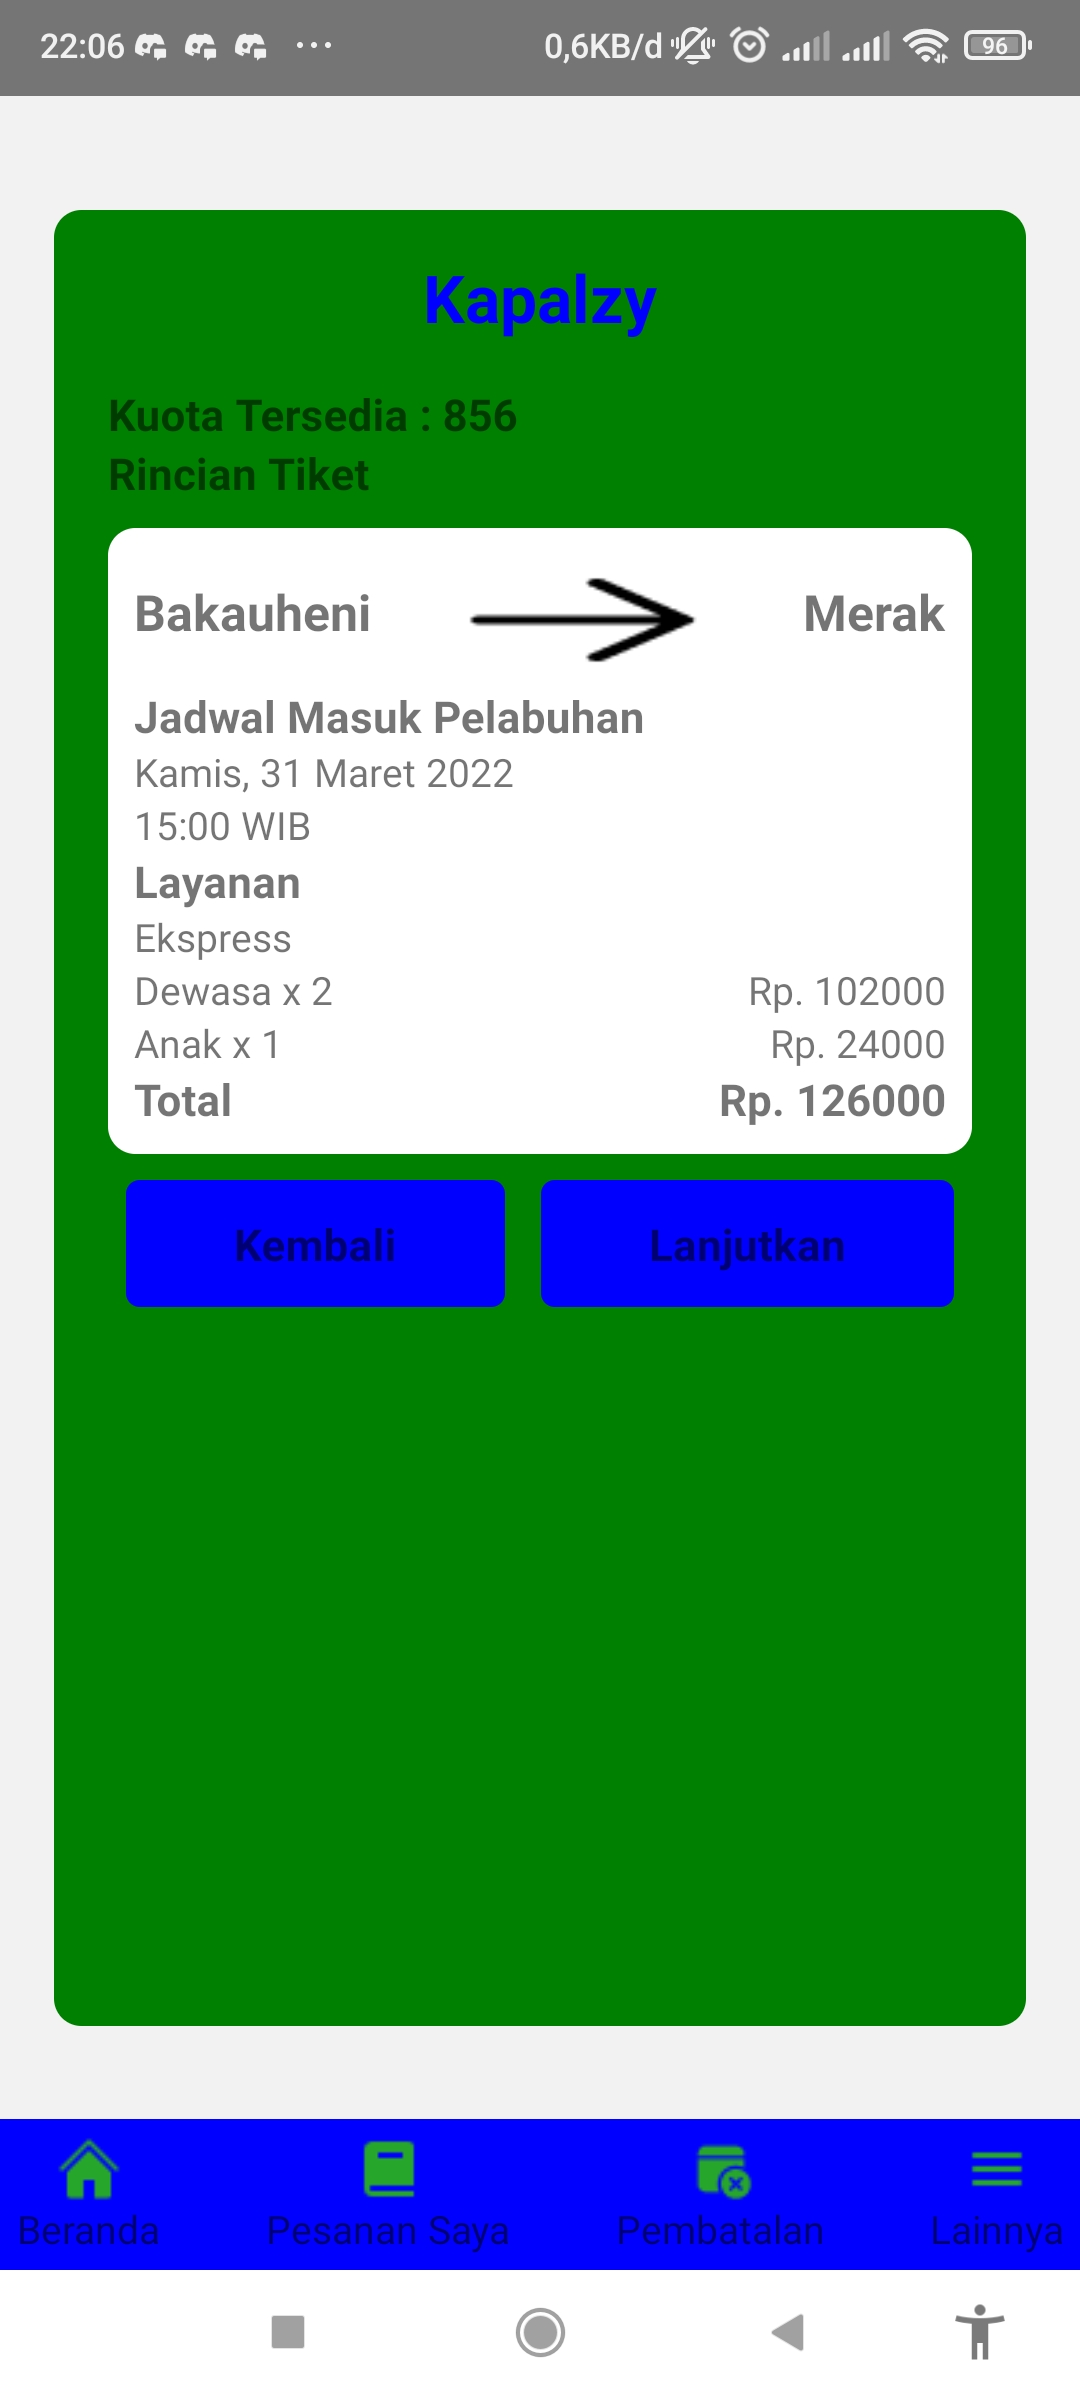 22:06 ... 0,6KB/d 96
Kapalzy
Kuota Tersedia : 856
Rincian Tiket
Bakauheni Merak
Jadwal Masuk Pelabuhan
Kamis, 31 Maret 2022
15:00 WIB
Layanan
Ekspress
Dewasa x 2 Rp. 102000
Anak x 1 Rp. 24000
Total Rp. 126000
Kembali Lanjutkan
Beranda Pesanan Saya Pembatalan Lainnya